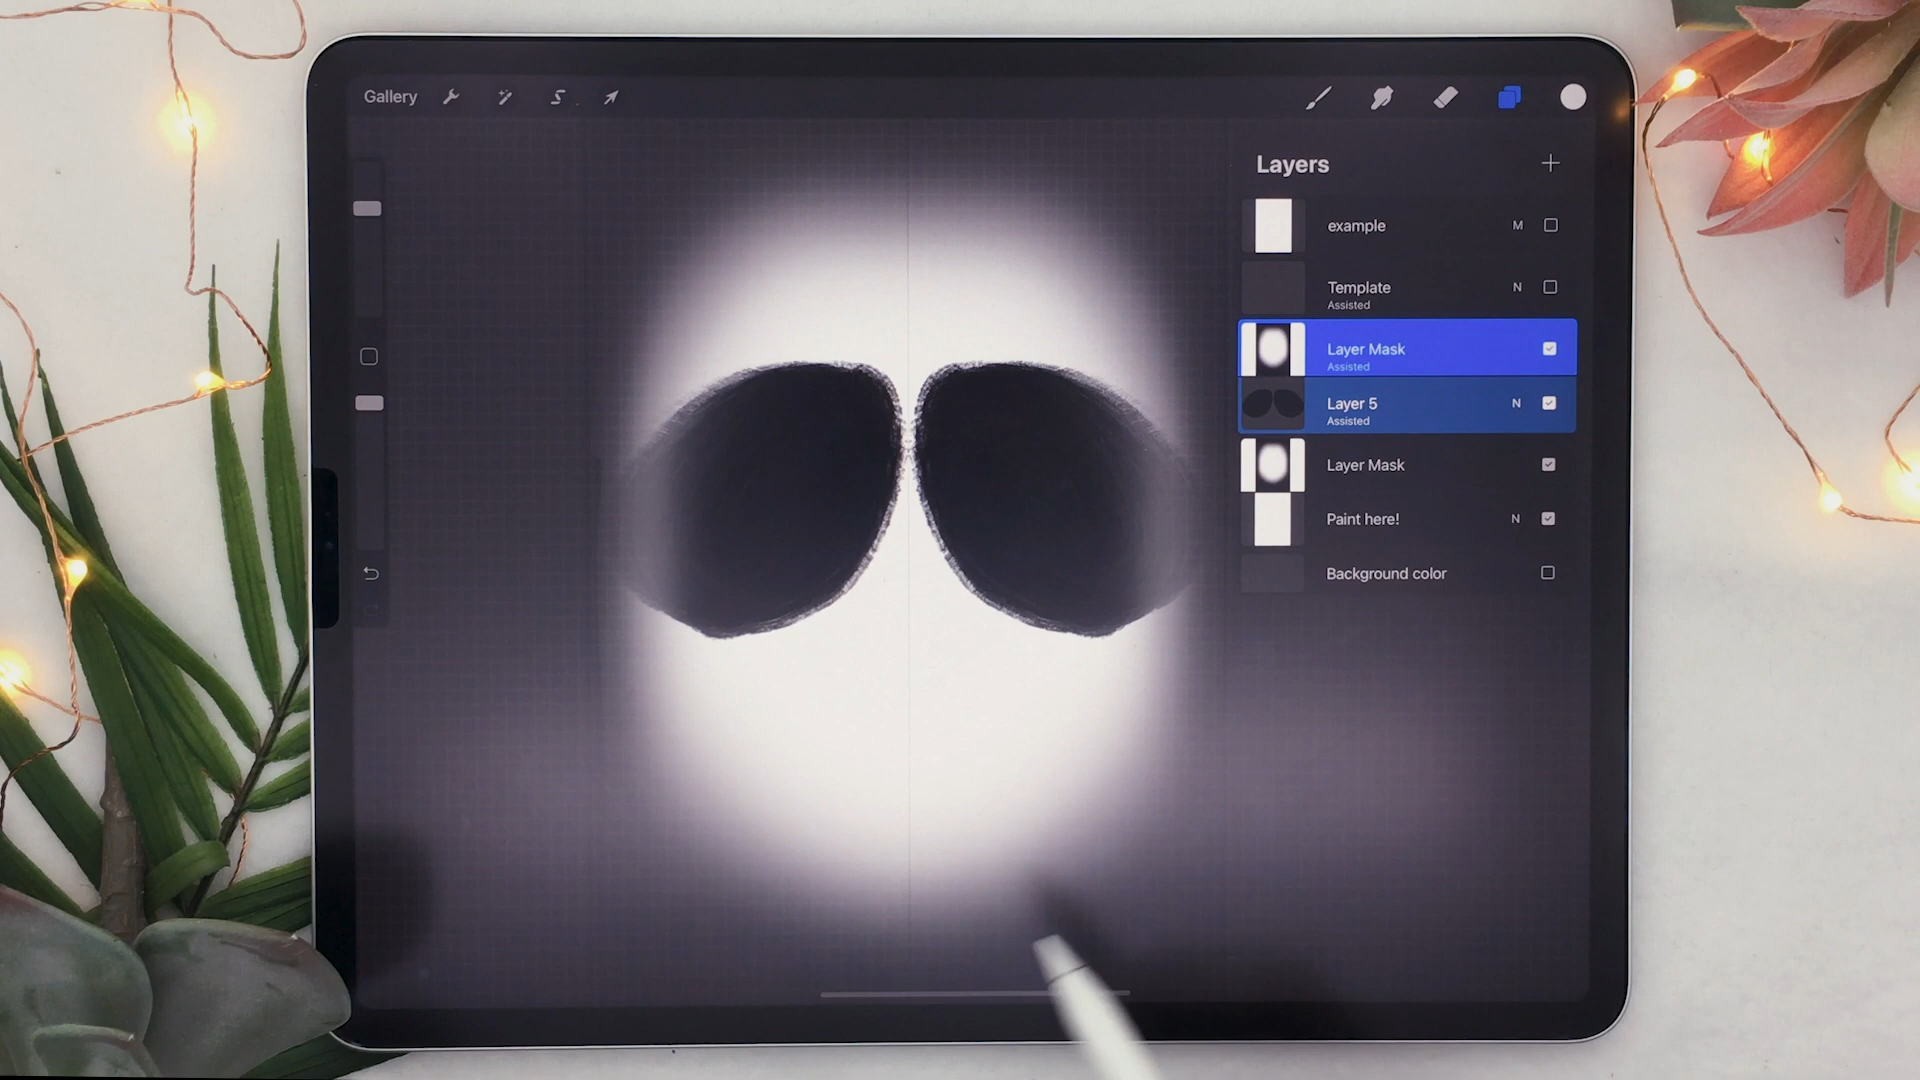 Gallery
Layers
example M
Template N
Assisted
Layer Mask
Assisted
Layer 5 N
Assisted
Layer Mask
Paint here! N
Background color